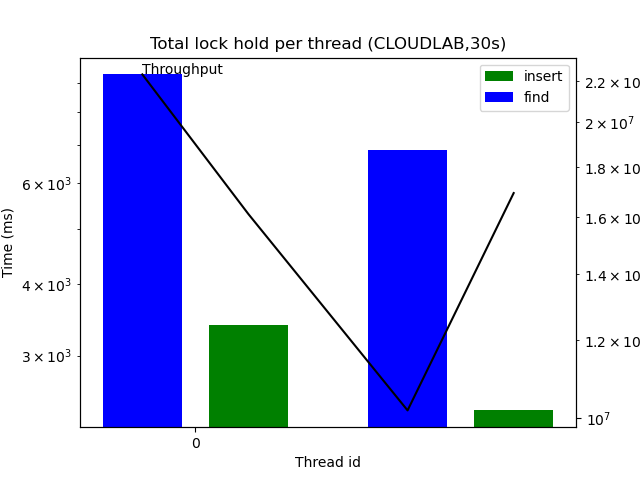 Total lock hold per thread (CLOUDLAB,30s)
Throughput
insert
find
Time (ms)
6 × 10³
4 × 10³
3 × 10³
2.2 × 10
2 × 10⁷
1.8 × 10
1.6 × 10
1.4 × 10
1.2 × 10
10⁷
0
Thread id